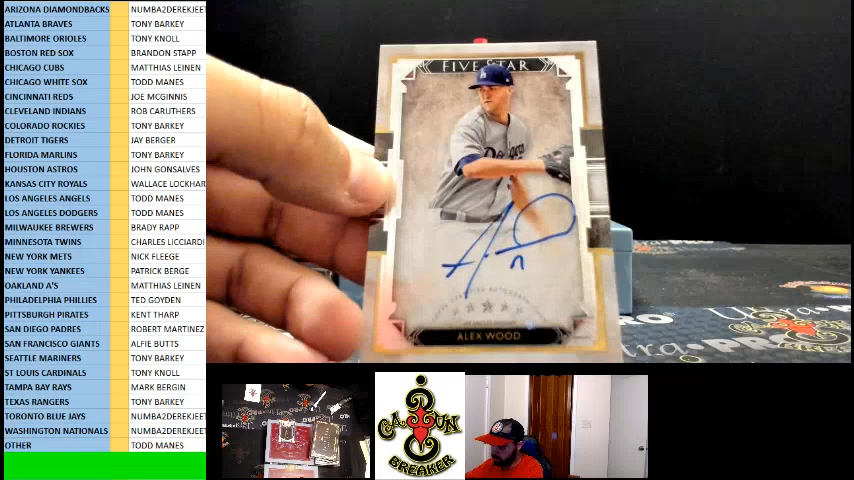 ARIZONA DIAMONDBACKS NUMBA2DEREKJEET
ATLANTA BRAVES TONY BARKEY
BALTIMORE ORIOLES TONY KNOLL
BOSTON RED SOX BRANDON STAPP
CHICAGO CUBS MATTHIAS LEINEN
CHICAGO WHITE SOX TODD MANES
CINCINNATI REDS JOE MCGINNIS
CLEVELAND INDIANS ROB CARUTHERS
COLORADO ROCKIES TONY BARKEY
DETROIT TIGERS JAY BERGER
FLORIDA MARLINS TONY BARKEY
HOUSTON ASTROS JOHN GONSALVES
KANSAS CITY ROYALS WALLACE LOCKHAR
LOS ANGELES ANGELS TODD MANES
LOS ANGELES DODGERS TODD MANES
MILWAUKEE BREWERS BRADY RAPP
MINNESOTA TWINS CHARLES LICCIARDI
NEW YORK METS NICK FLEEGE
NEW YORK YANKEES PATRICK BERGE
OAKLAND A'S MATTHIAS LEINEN
PHILADELPHIA PHILLIES TED GOYDEN
PITTSBURGH PIRATES KENT THARP
SAN DIEGO PADRES ROBERT MARTINEZ
SAN FRANCISCO GIANTS ALFIE BUTTS
SEATTLE MARINERS TONY BARKEY
ST LOUIS CARDINALS TONY KNOLL
TAMPA BAY RAYS MARK BERGIN
TEXAS RANGERS TONY BARKEY
TORONTO BLUE JAYS NUMBA2DEREKJEET
WASHINGTON NATIONALS NUMBA2DEREKJEET
OTHER TODD MANES
FIVE STAR
Dodgers
ALEX WOOD
CAJUN
BREAKER